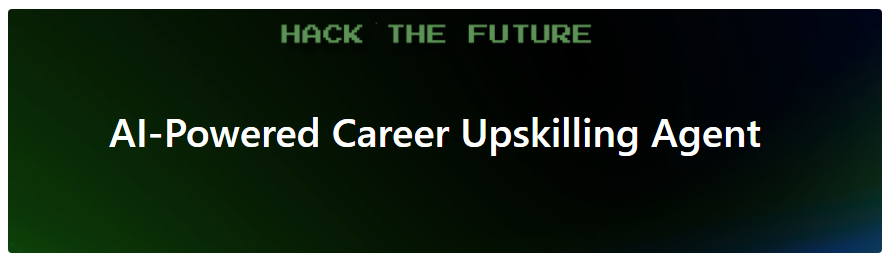 HACK THE FUTURE
AI-Powered Career Upskilling Agent